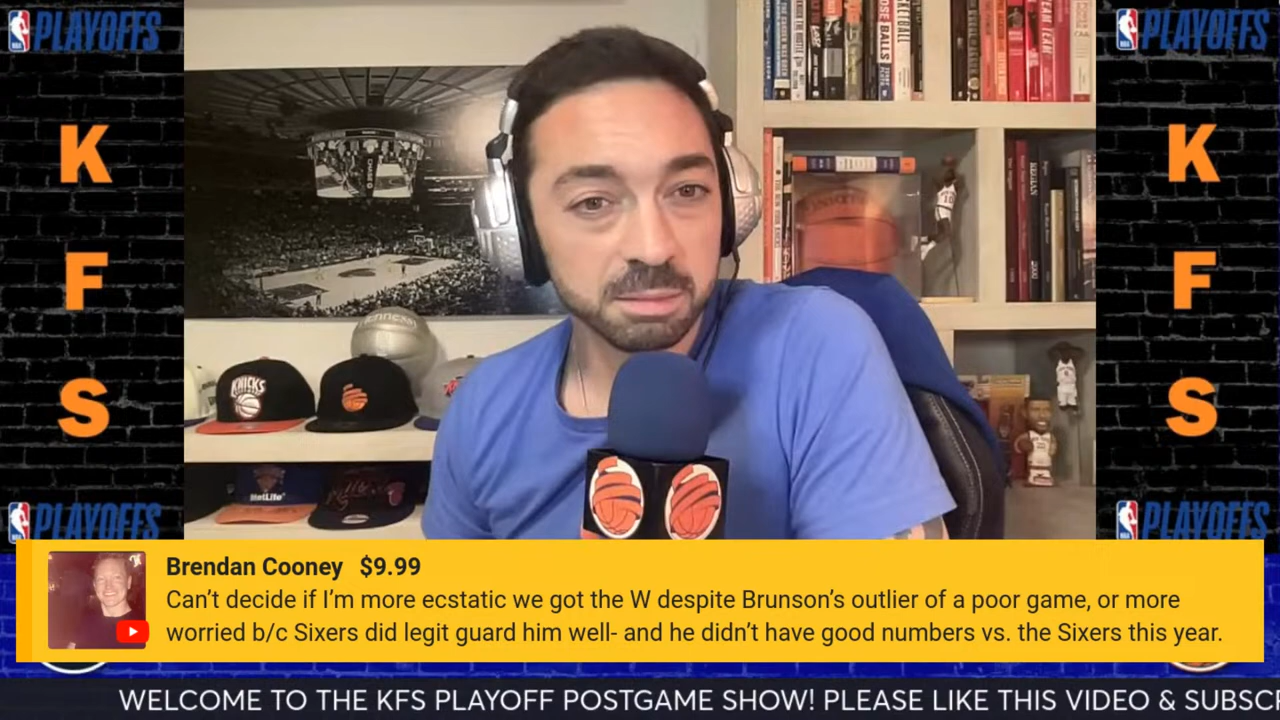 PLAYOFFS
PLAYOFFS
K
F
S
K
F
S
KNICKS
MetLife
PLAYOFFS
PLAYOFFS
Brendan Cooney $9.99
Can’t decide if I’m more ecstatic we got the W despite Brunson’s outlier of a poor game, or more
worried b/c Sixers did legit guard him well- and he didn’t have good numbers vs. the Sixers this year.
WELCOME TO THE KFS PLAYOFF POSTGAME SHOW! PLEASE LIKE THIS VIDEO & SUBSC